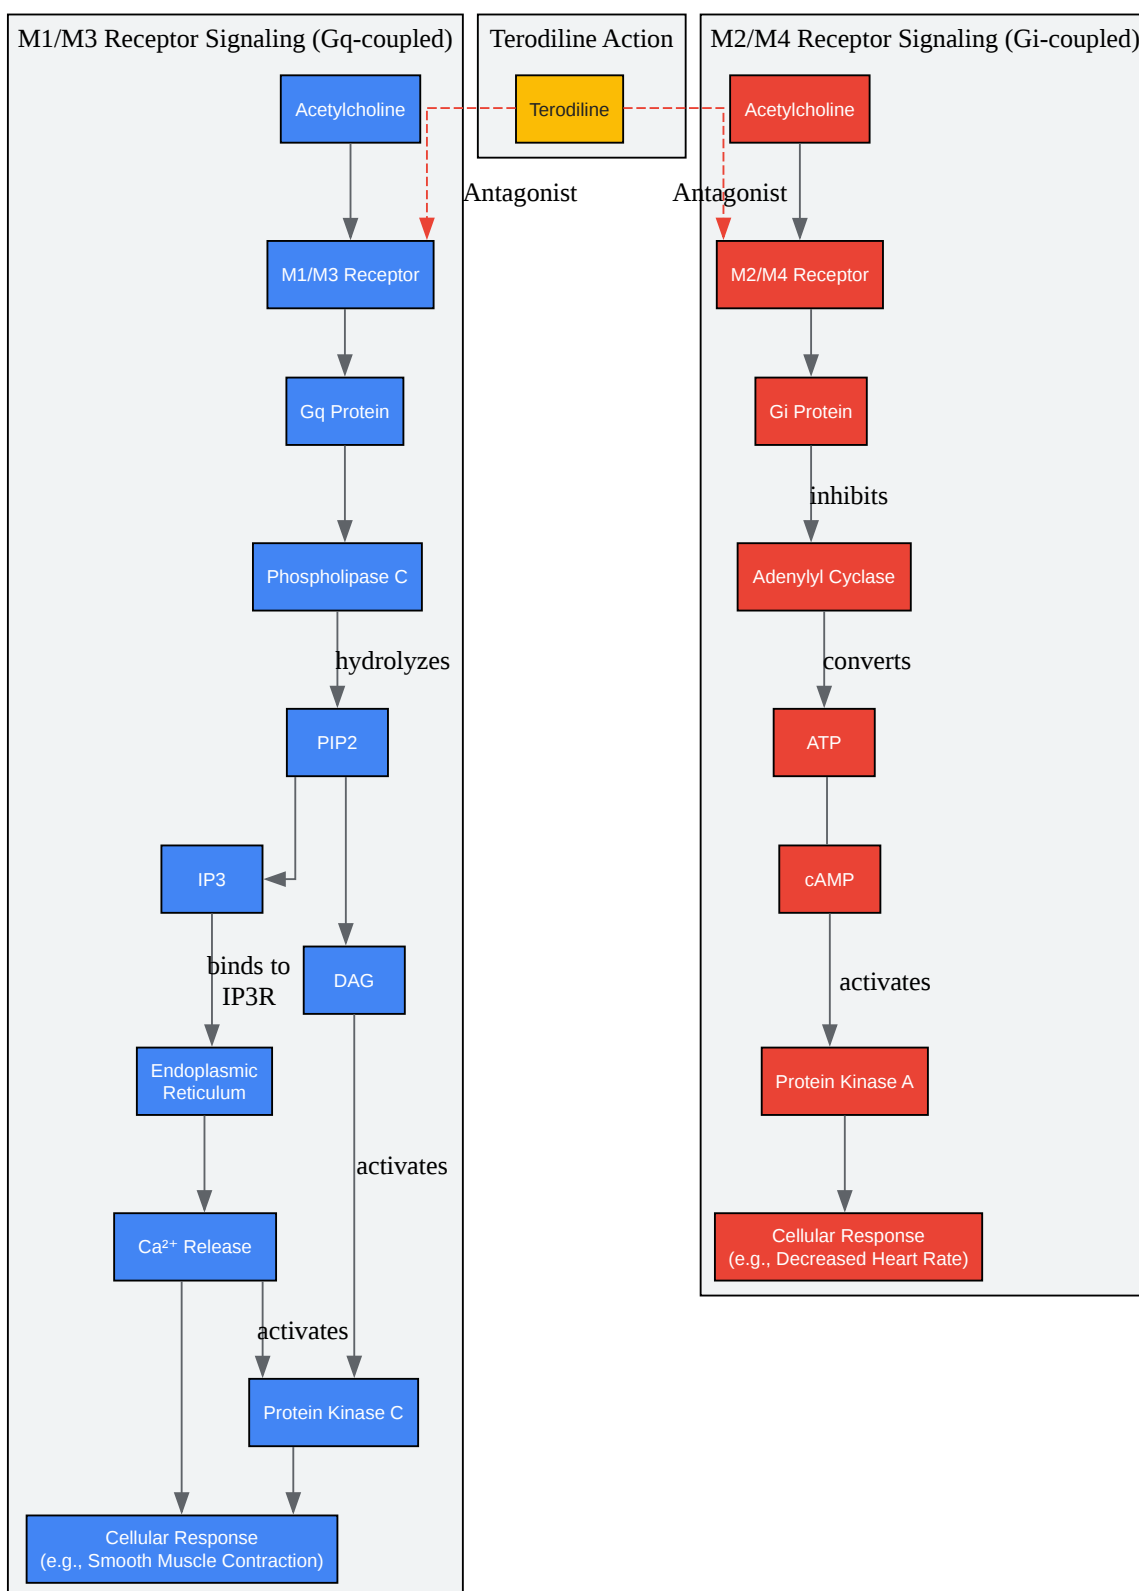 M1/M3 Receptor Signaling (Gq-coupled)
Acetylcholine
M1/M3 Receptor
Gq Protein
Phospholipase C
hydrolyzes
PIP2
IP3
DAG
binds to
IP3R
Endoplasmic
Reticulum
activates
Ca²⁺ Release
activates
Protein Kinase C
Cellular Response
(e.g., Smooth Muscle Contraction)
Terodiline Action
Terodiline
Antagonist
Antagonist
M2/M4 Receptor Signaling (Gi-coupled)
Acetylcholine
M2/M4 Receptor
Gi Protein
inhibits
Adenylyl Cyclase
converts
ATP
cAMP
activates
Protein Kinase A
Cellular Response
(e.g., Decreased Heart Rate)